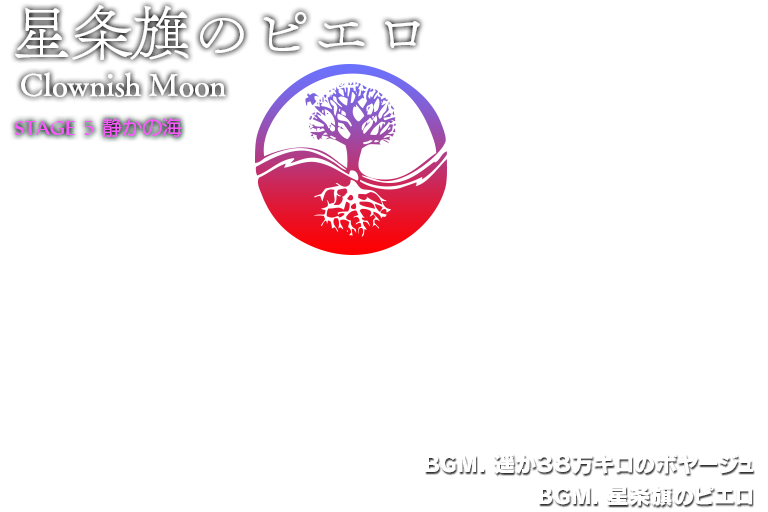 星条旗のピエロ
Clownish Moon
STAGE 5 静かの海
BGM. 遥か38万キロのボヤージュ
BGM. 星条旗のピエロ